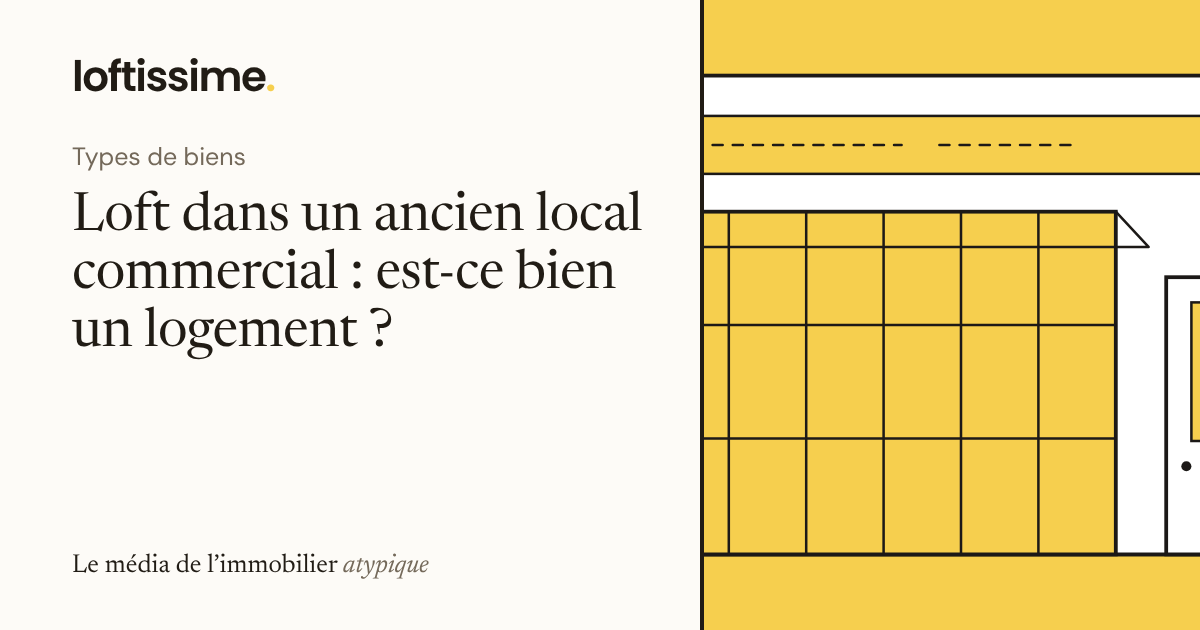 loftissime.
Types de biens
Loft dans un ancien local
commercial : est-ce bien
un logement ?
Le média de l’immobilier atypique